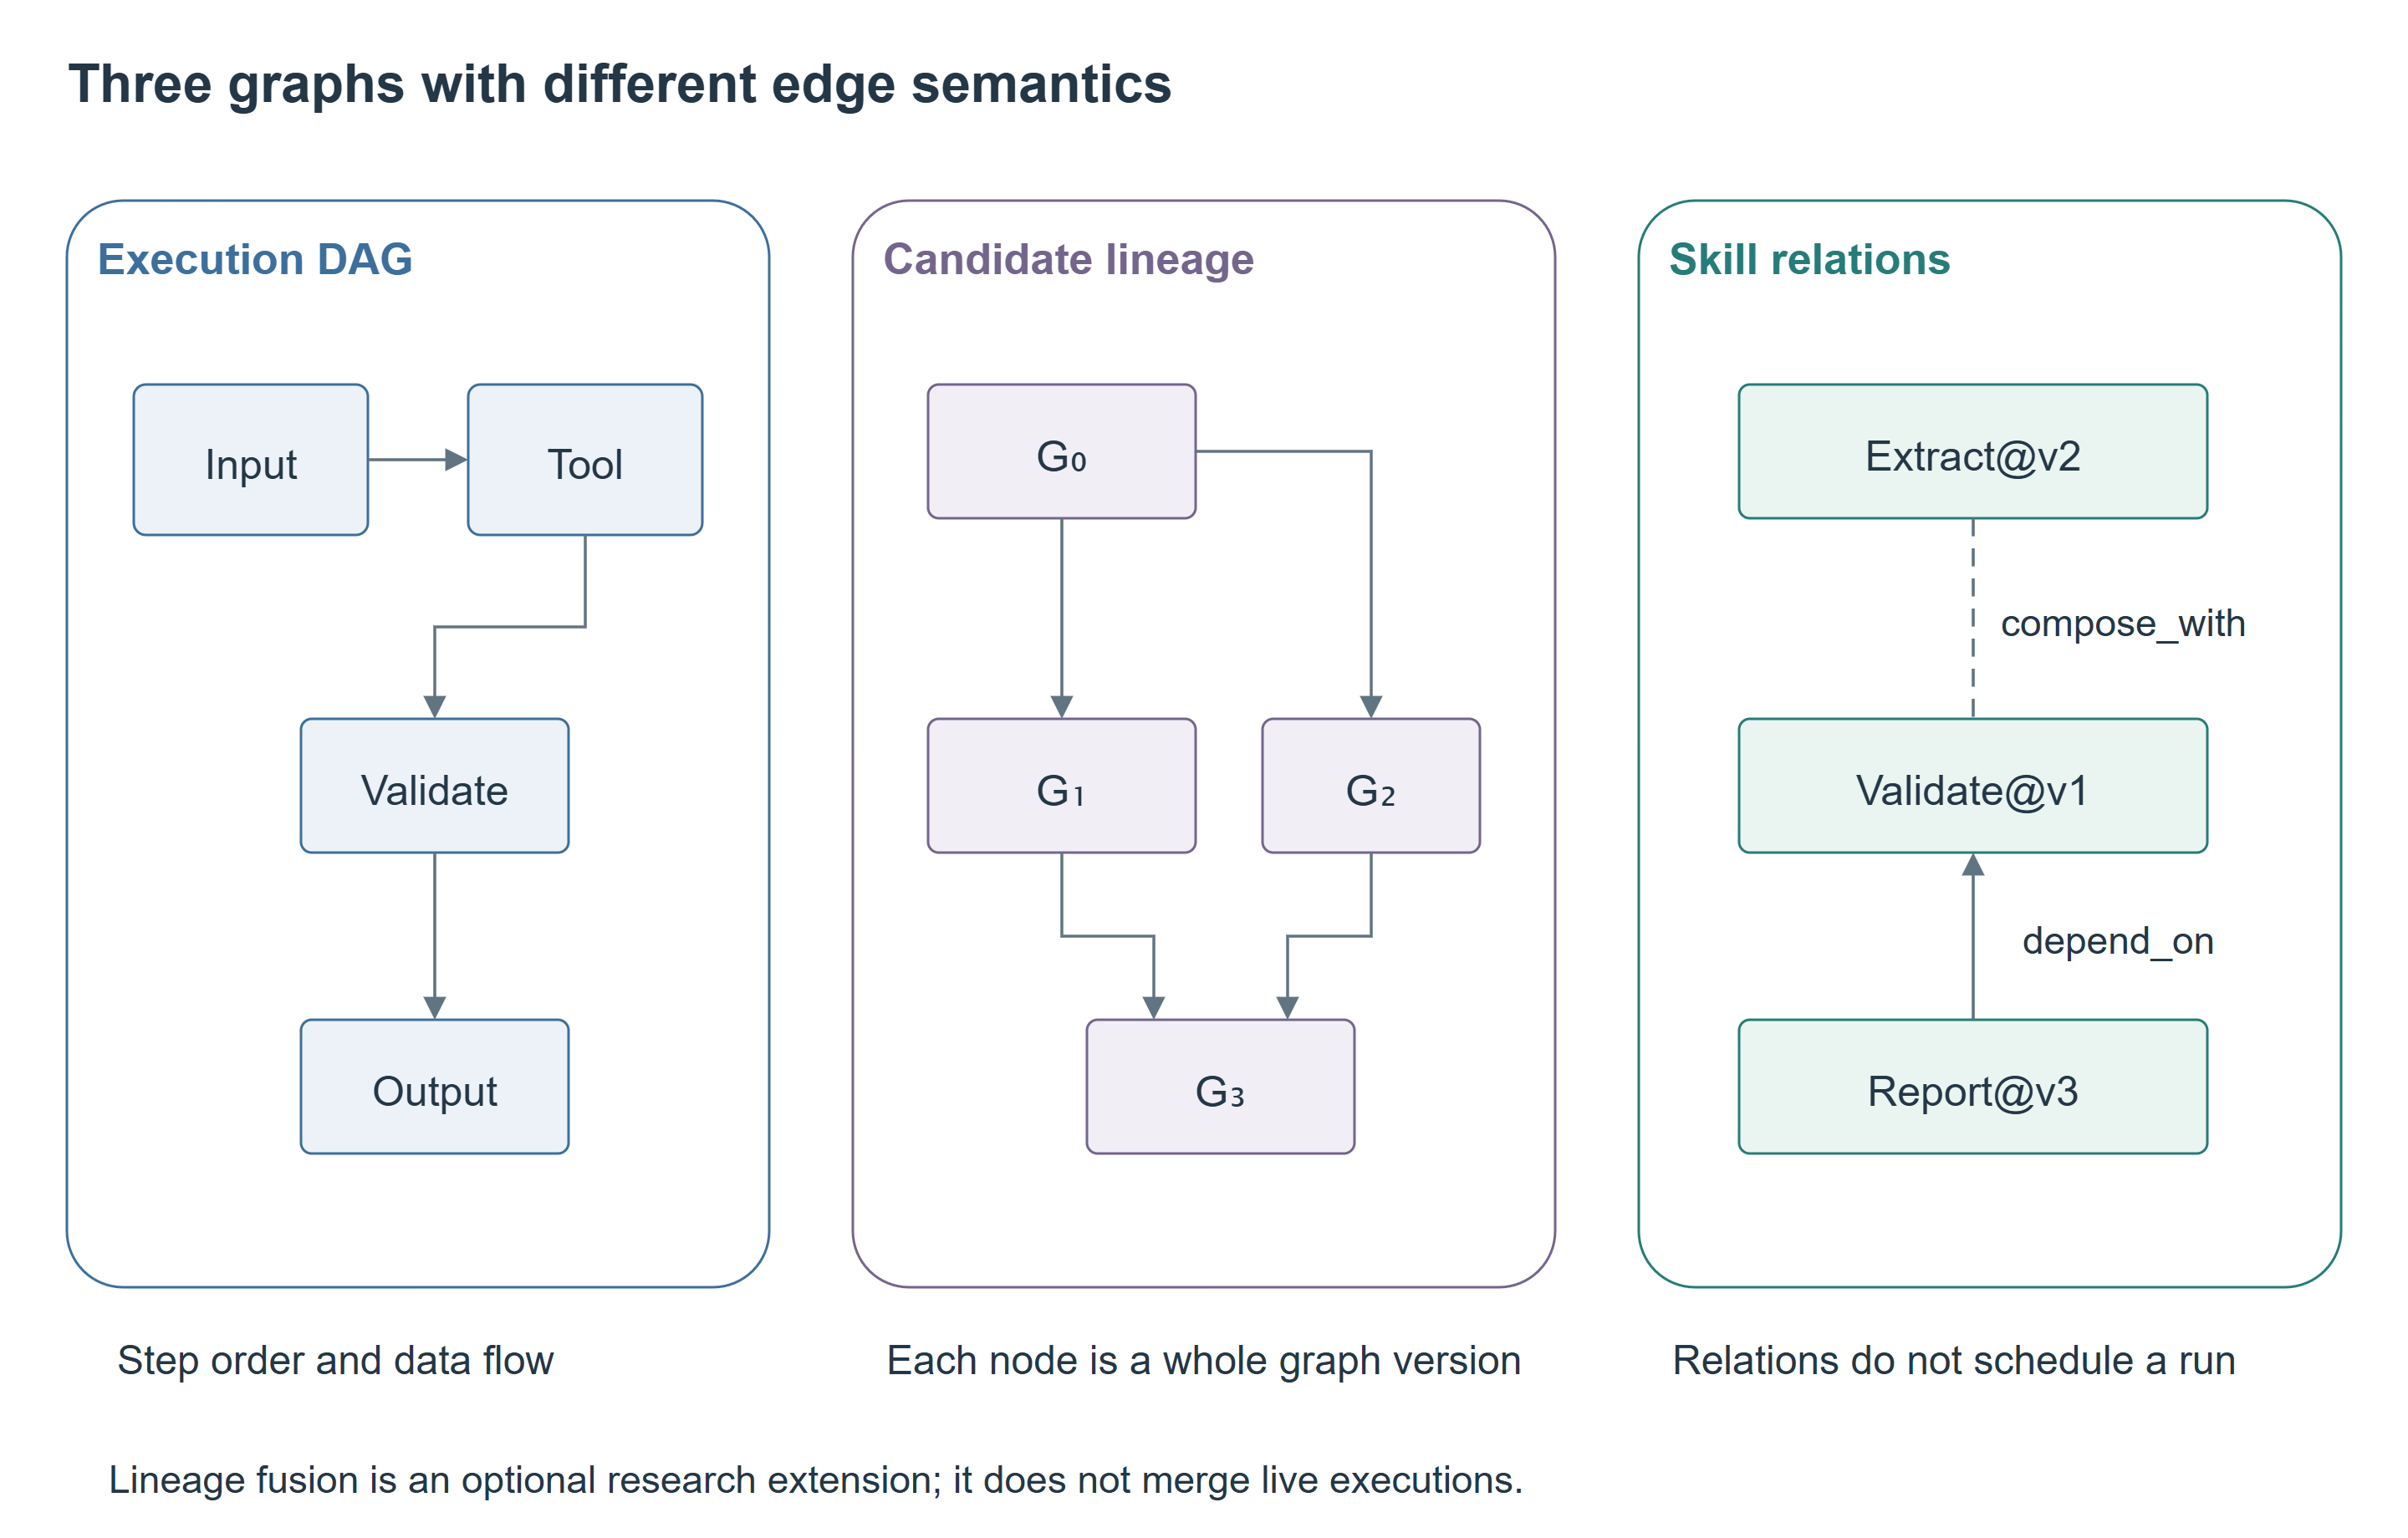 Three graphs with different edge semantics
Execution DAG
Input
Tool
Validate
Output
Step order and data flow
Candidate lineage
G₀
G₁
G₂
G₃
Each node is a whole graph version
Skill relations
Extract@v2
compose_with
Validate@v1
depend_on
Report@v3
Relations do not schedule a run
Lineage fusion is an optional research extension; it does not merge live executions.